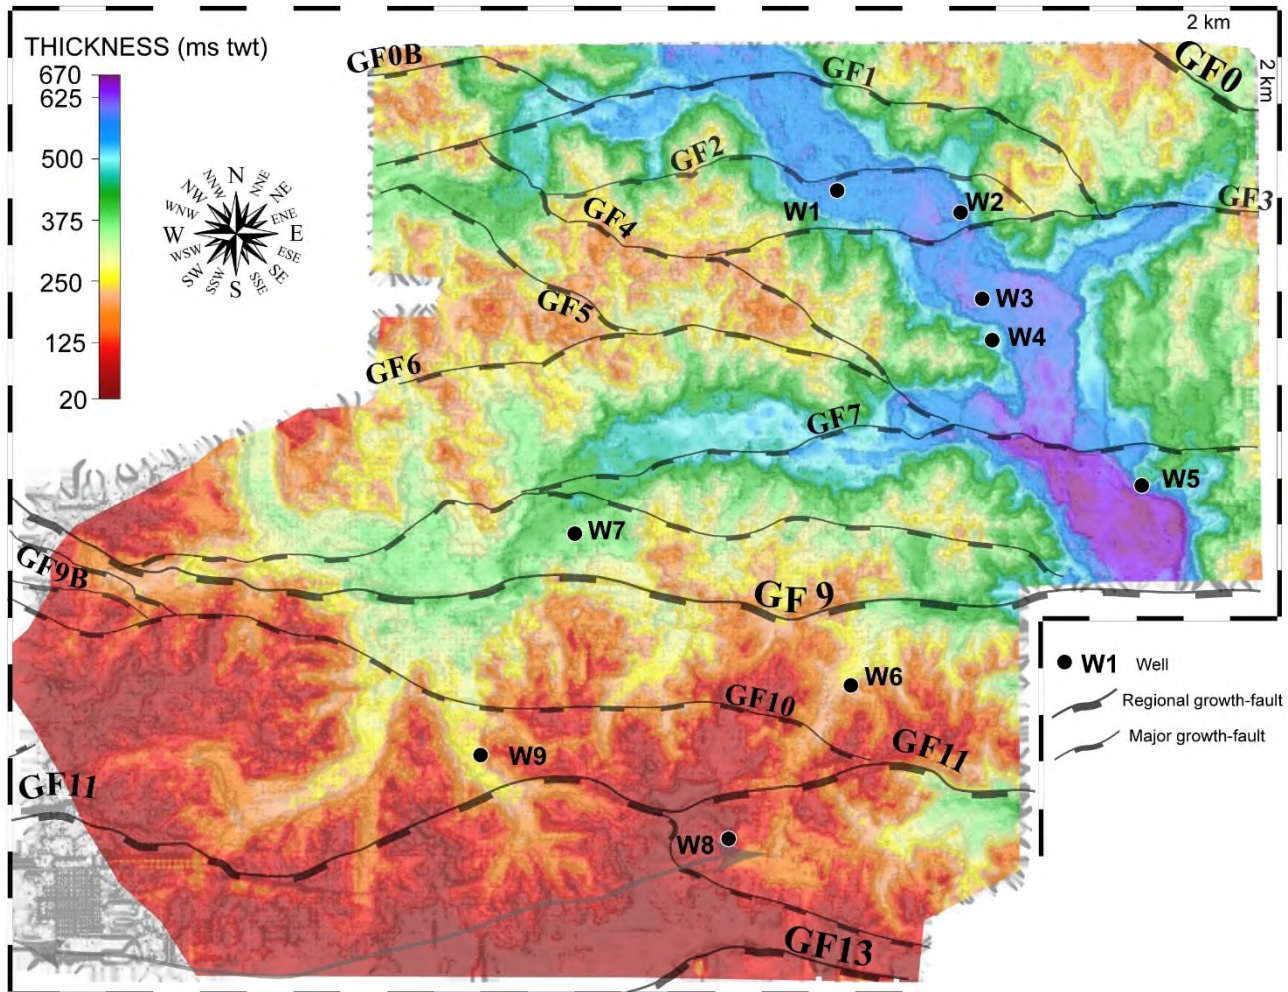 2 km
THICKNESS (ms twt)
670
625
500
375
250
125
20
N
NNE
NE
ENE
E
ESE
SE
SSE
S
SSW
SW
WSW
W
WNW
NW
NNW
GF0B
GF1
GF0
2 km
GF2
W1
W2
GF3
GF4
W3
GF5
W4
GF6
GF7
W5
W7
GF9B
GF 9
W6
W1 Well
GF10
Regional growth-fault
W9
GF11
Major growth-fault
GF11
W8
GF13